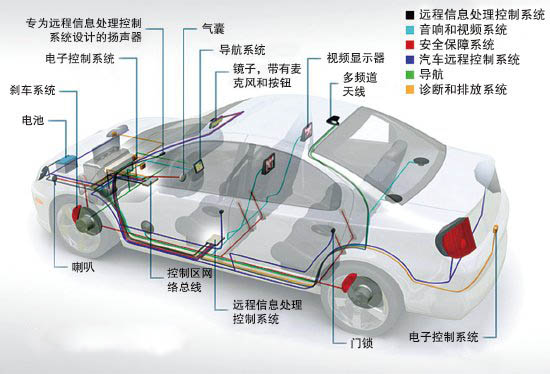 专为远程信息处理控制
系统设计的扬声器
电子控制系统
刹车系统
电池
气囊
导航系统
镜子，带有麦
克风和按钮
视频显示器
多频道
天线
远程信息处理控制系统
音响和视频系统
安全保障系统
汽车远程控制系统
导航
诊断和排放系统
喇叭
控制区网
络总线
远程信息处理
控制系统
门锁
电子控制系统